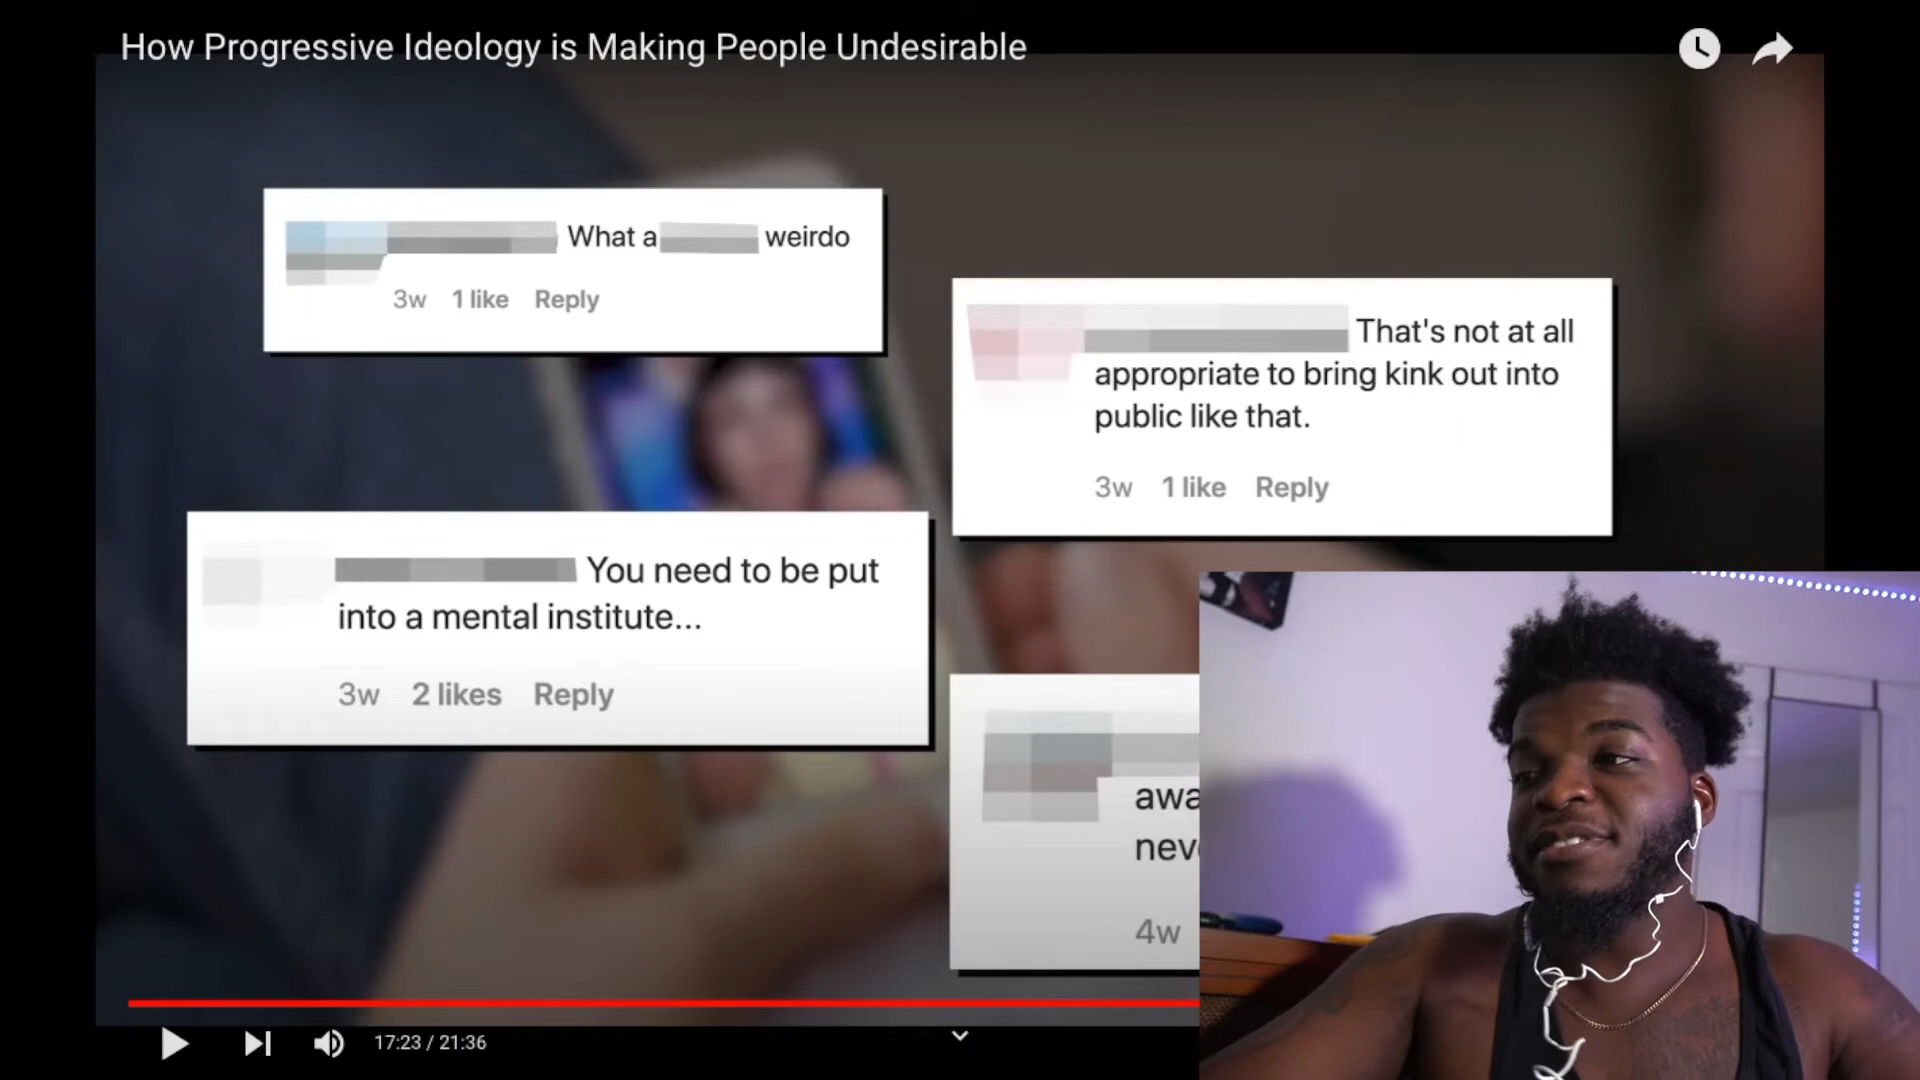 How Progressive Ideology is Making People Undesirable
What a weirdo
3w 1 like Reply
That's not at all
appropriate to bring kink out into
public like that.
3w 1 like Reply
You need to be put
into a mental institute...
3w 2 likes Reply
4w
17:23 / 21:36